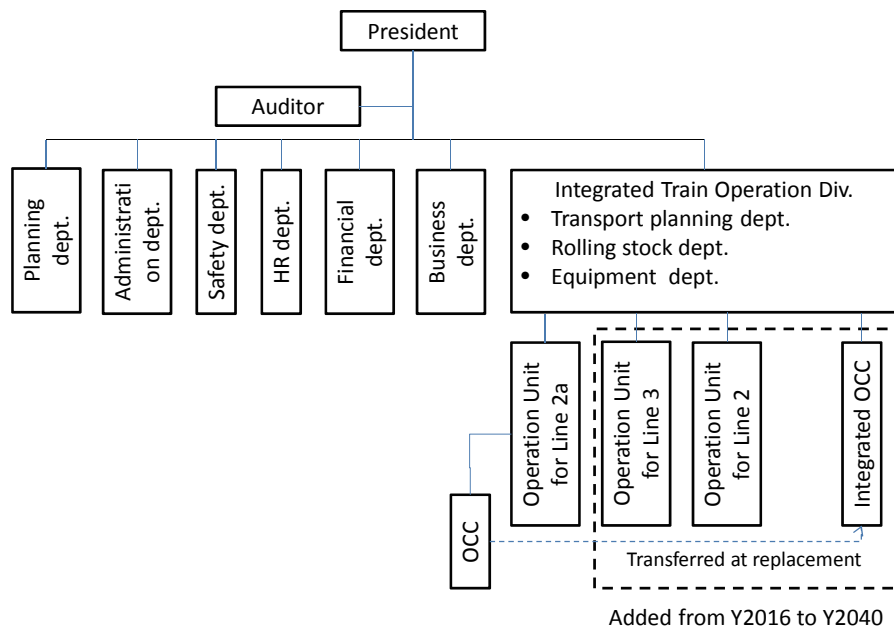 President
Auditor
Planning
dept.
Administrati
on dept.
Safety dept.
HR dept.
Financial
dept.
Business
dept.
Integrated Train Operation Div.
• Transport planning dept.
• Rolling stock dept.
• Equipment dept.
Operation Unit
for Line 2a
Operation Unit
for Line 3
Operation Unit
for Line 2
Integrated OCC
OCC
Transferred at replacement
Added from Y2016 to Y2040